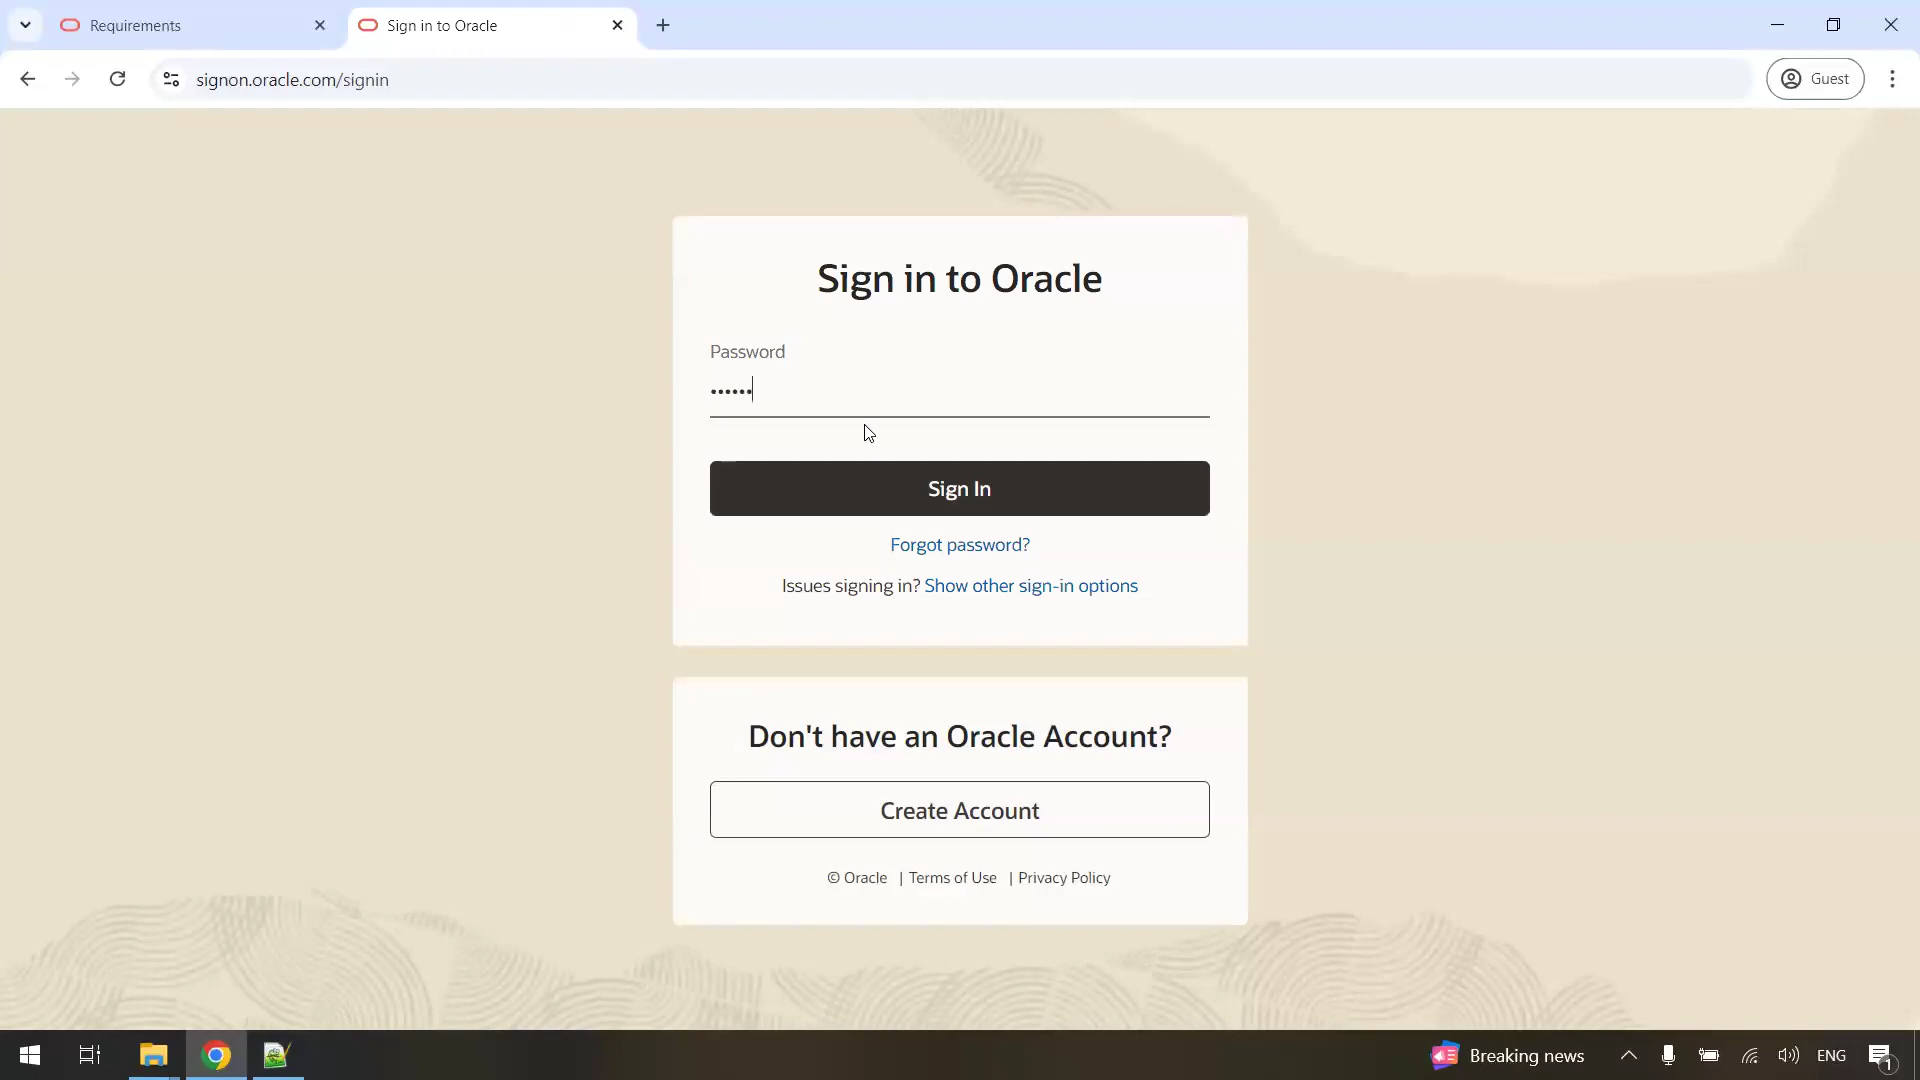 Requirements
Sign in to Oracle
signon.oracle.com/signin
Guest
Sign in to Oracle
Password
••••••
Sign In
Forgot password?
Issues signing in? Show other sign-in options
Don't have an Oracle Account?
Create Account
© Oracle | Terms of Use | Privacy Policy
Breaking news
ENG
1